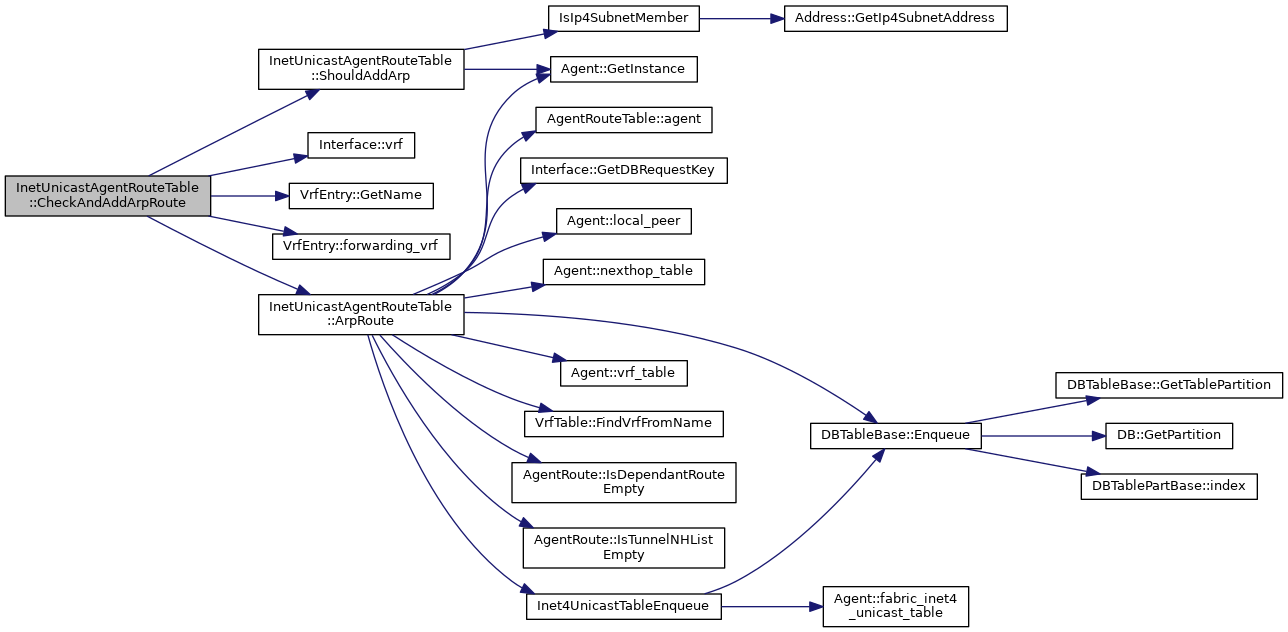 InetUnicastAgentRouteTable
::CheckAndAddArpRoute
InetUnicastAgentRouteTable
::ShouldAddArp
Interface::vrf
VrfEntry::GetName
VrfEntry::forwarding_vrf
InetUnicastAgentRouteTable
::ArpRoute
IsIp4SubnetMember
Agent::GetInstance
AgentRouteTable::agent
Interface::GetDBRequestKey
Agent::local_peer
Agent::nexthop_table
Agent::vrf_table
VrfTable::FindVrfFromName
AgentRoute::IsDependantRoute
Empty
AgentRoute::IsTunnelNHList
Empty
Inet4UnicastTableEnqueue
Address::GetIp4SubnetAddress
DBTableBase::Enqueue
Agent::fabric_inet4
_unicast_table
DBTableBase::GetTablePartition
DB::GetPartition
DBTablePartBase::index